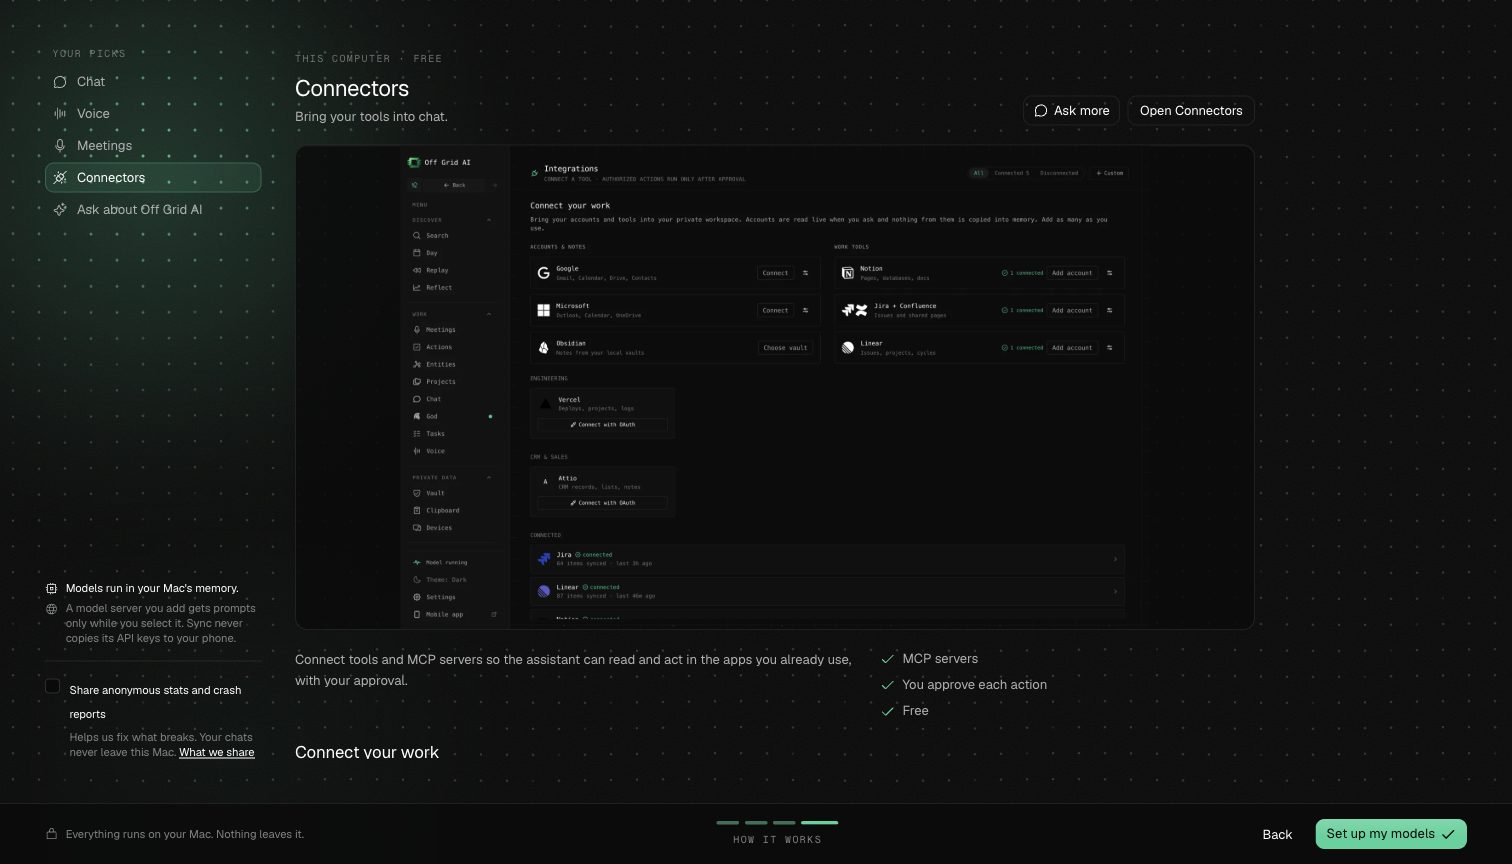 YOUR PICKS
Chat
Voice
Meetings
Connectors
Ask about Off Grid AI
Models run in your Mac's memory.
A model server you add gets prompts
only while you select it. Sync never
copies its API keys to your phone.
Share anonymous stats and crash
reports
Helps us fix what breaks. Your chats
never leave this Mac. What we share
THIS COMPUTER · FREE
Connectors
Bring your tools into chat.
Ask more
Open Connectors
Off Grid AI
Back
MENU
DISCOVER
Search
Day
Replay
Reflect
WORK
Meetings
Actions
Entities
Projects
Chat
God
Tasks
Voice
PRIVATE DATA
Vault
Clipboard
Devices
Model running
Theme: Dark
Settings
Mobile app
Integrations
CONNECT A TOOL · AUTHORIZED ACTIONS RUN ONLY AFTER APPROVAL
All Connected 5 Disconnected + Custom
Connect your work
Bring your accounts and tools into your private workspace. Accounts are read live when you ask and nothing from them is copied into memory. Add as many as you
use.
ACCOUNTS & NOTES
Google
Gmail, Calendar, Drive, Contacts
Connect
Microsoft
Outlook, Calendar, OneDrive
Connect
Obsidian
Notes from your local vaults
Choose vault
WORK TOOLS
Notion
Pages, databases, docs
1 connected Add account
Jira + Confluence
Issues and shared pages
1 connected Add account
Linear
Issues, projects, cycles
1 connected Add account
ENGINEERING
Vercel
Deploys, projects, logs
Connect with OAuth
CRM & SALES
A Attio
CRM records, lists, notes
Connect with OAuth
CONNECTED
Jira connected
64 items synced · last 3h ago
Linear connected
87 items synced · last 46m ago
Connect tools and MCP servers so the assistant can read and act in the apps you already use,
with your approval.
MCP servers
You approve each action
Free
Connect your work
Everything runs on your Mac. Nothing leaves it.
HOW IT WORKS
Back
Set up my models